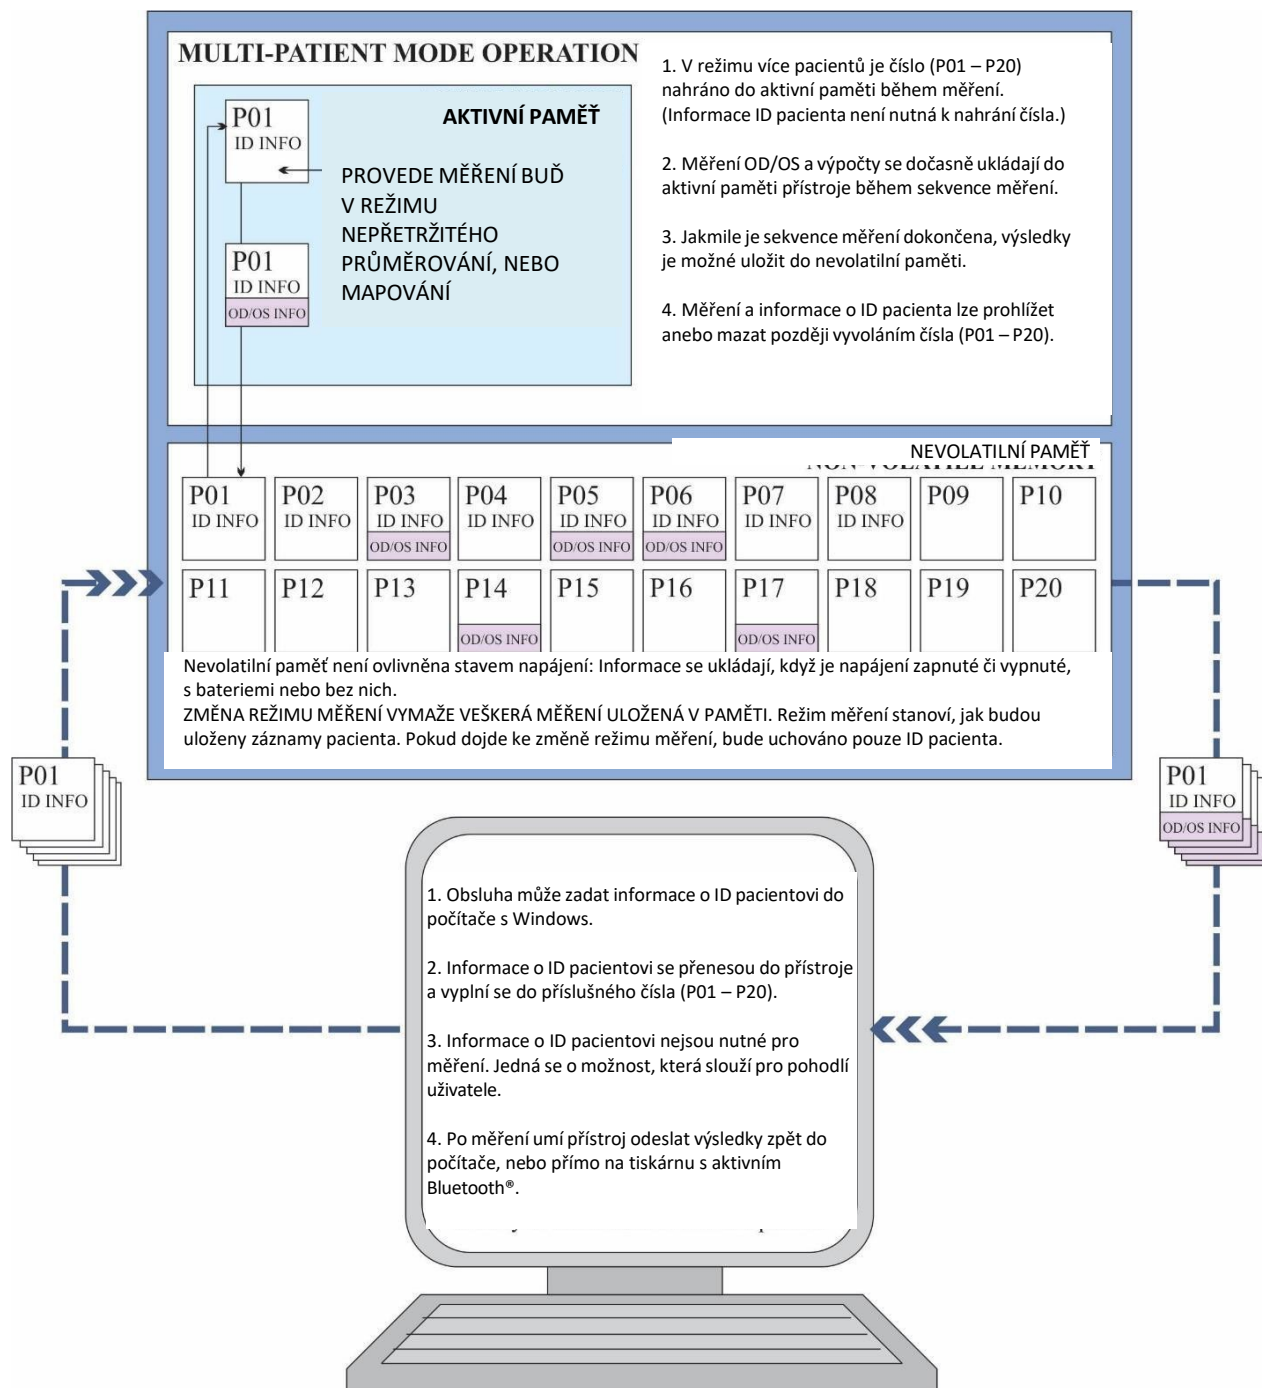 MULTI-PATIENT MODE OPERATION
P01
ID INFO
AKTIVNÍ PAMĚŤ
PROVEDE MĚŘENÍ BUĎ
V REŽIMU
NEPŘETRŽITÉHO
PRŮMĚROVÁNÍ, NEBO
MAPOVÁNÍ
P01
ID INFO
OD/OS INFO
1. V režimu více pacientů je číslo (P01 – P20)
nahráno do aktivní paměti během měření.
(Informace ID pacienta není nutná k nahrání čísla.)
2. Měření OD/OS a výpočty se dočasně ukládají do
aktivní paměti přístroje během sekvence měření.
3. Jakmile je sekvence měření dokončena, výsledky
je možné uložit do nevolatilní paměti.
4. Měření a informace o ID pacienta lze prohlížet
anebo mazat později vyvoláním čísla (P01 – P20).
NEVOLATILNÍ PAMĚŤ
NON-VOLATILE MEMORY
P01 P02 P03 P04 P05 P06 P07 P08 P09 P10
ID INFO ID INFO ID INFO ID INFO ID INFO ID INFO ID INFO ID INFO
OD/OS INFO OD/OS INFO OD/OS INFO
P11 P12 P13 P14 P15 P16 P17 P18 P19 P20
OD/OS INFO OD/OS INFO
Nevolatilní paměť není ovlivněna stavem napájení: Informace se ukládají, když je napájení zapnuté či vypnuté,
s bateriemi nebo bez nich.
ZMĚNA REŽIMU MĚŘENÍ VYMAŽE VEŠKERÁ MĚŘENÍ ULOŽENÁ V PAMĚTI. Režim měření stanoví, jak budou
uloženy záznamy pacienta. Pokud dojde ke změně režimu měření, bude uchováno pouze ID pacienta.
P01
ID INFO
P01
ID INFO
OD/OS INFO
1. Obsluha může zadat informace o ID pacientovi do
počítače s Windows.
2. Informace o ID pacientovi se přenesou do přístroje
a vyplní se do příslušného čísla (P01 – P20).
3. Informace o ID pacientovi nejsou nutné pro
měření. Jedná se o možnost, která slouží pro pohodlí
uživatele.
4. Po měření umí přístroj odeslat výsledky zpět do
počítače, nebo přímo na tiskárnu s aktivním
Bluetooth®.